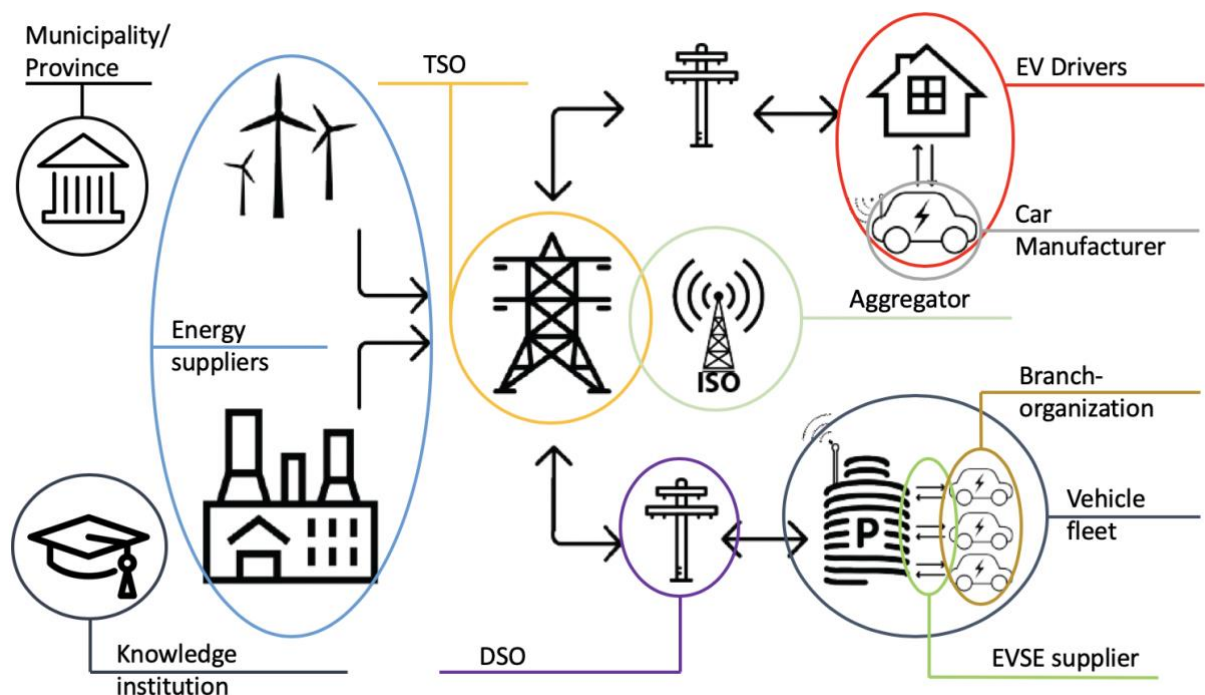 Municipality/
Province
TSO
EV Drivers
Car
Manufacturer
Aggregator
Energy
suppliers
ISO
Branch-
organization
Vehicle
fleet
P
Knowledge
institution
DSO
EVSE supplier